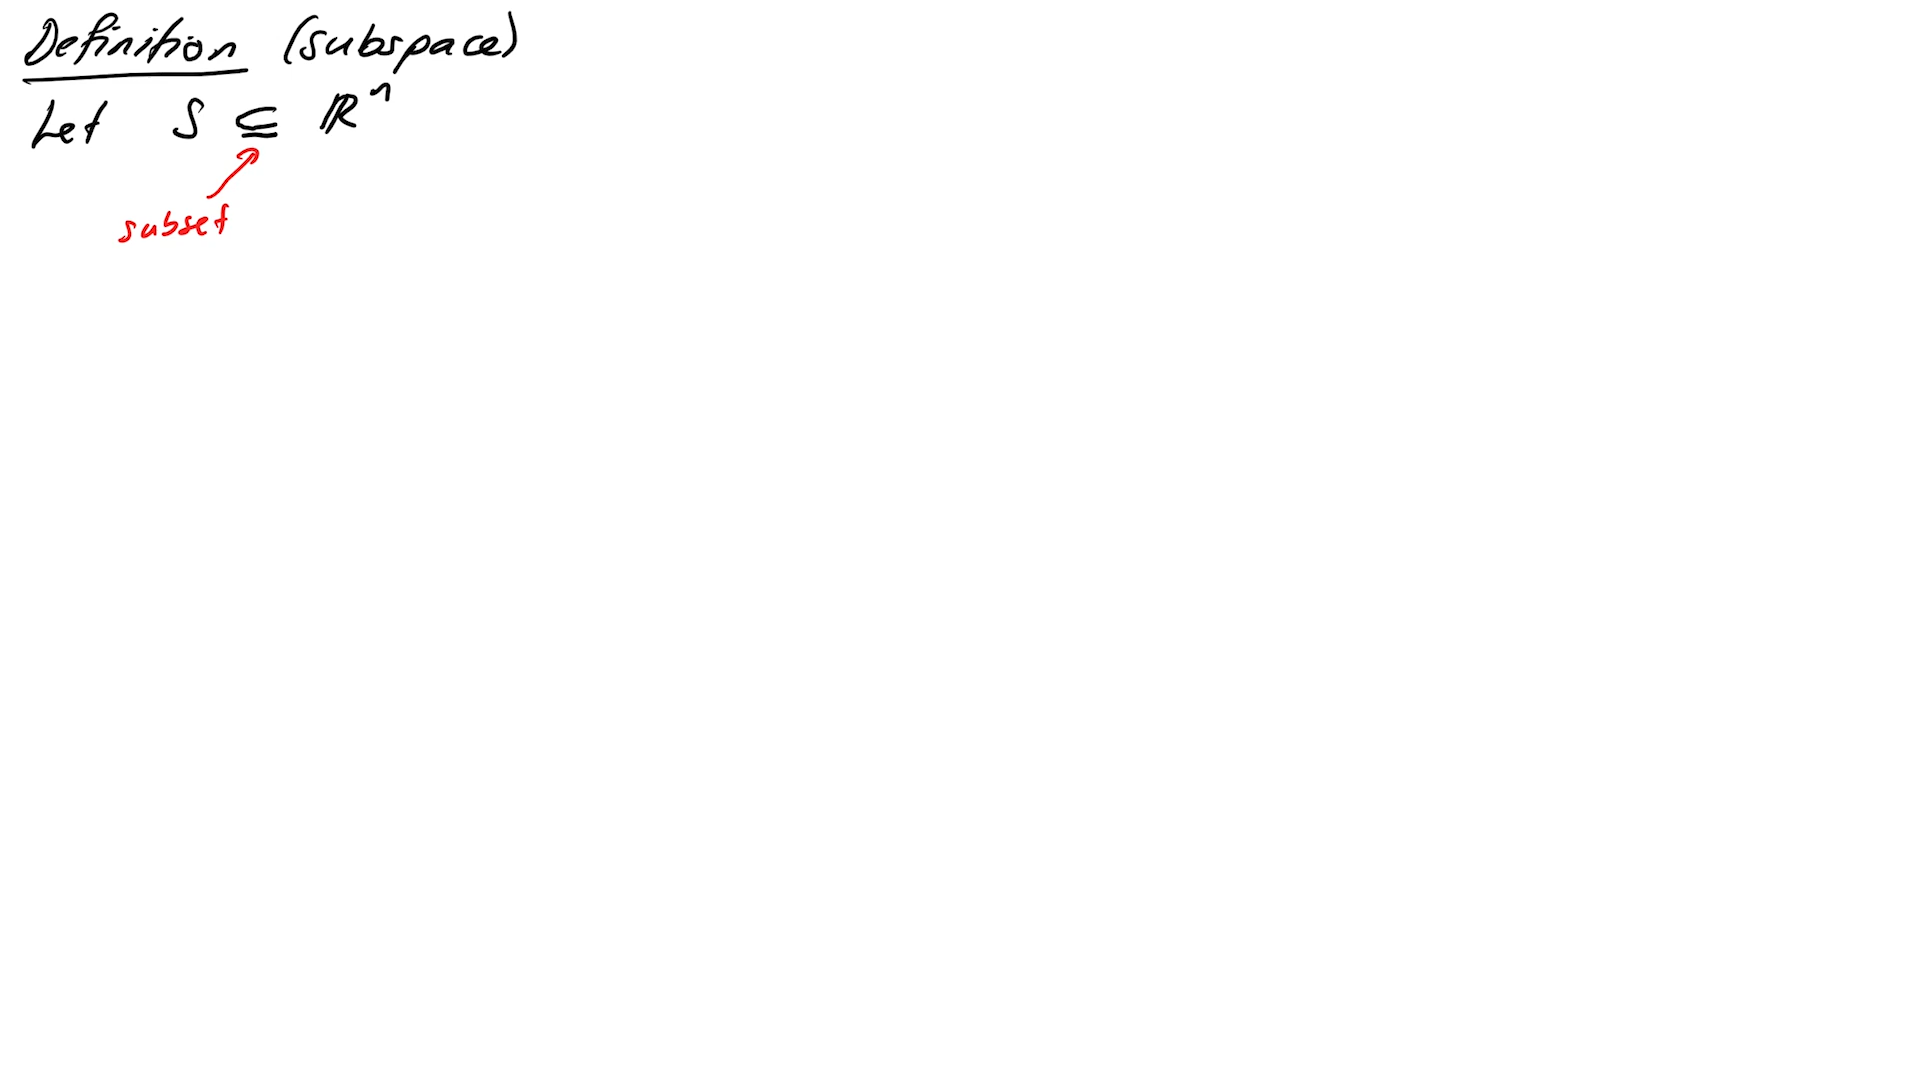 Definition (subspace)
Let S ⊆ ℝⁿ
subset